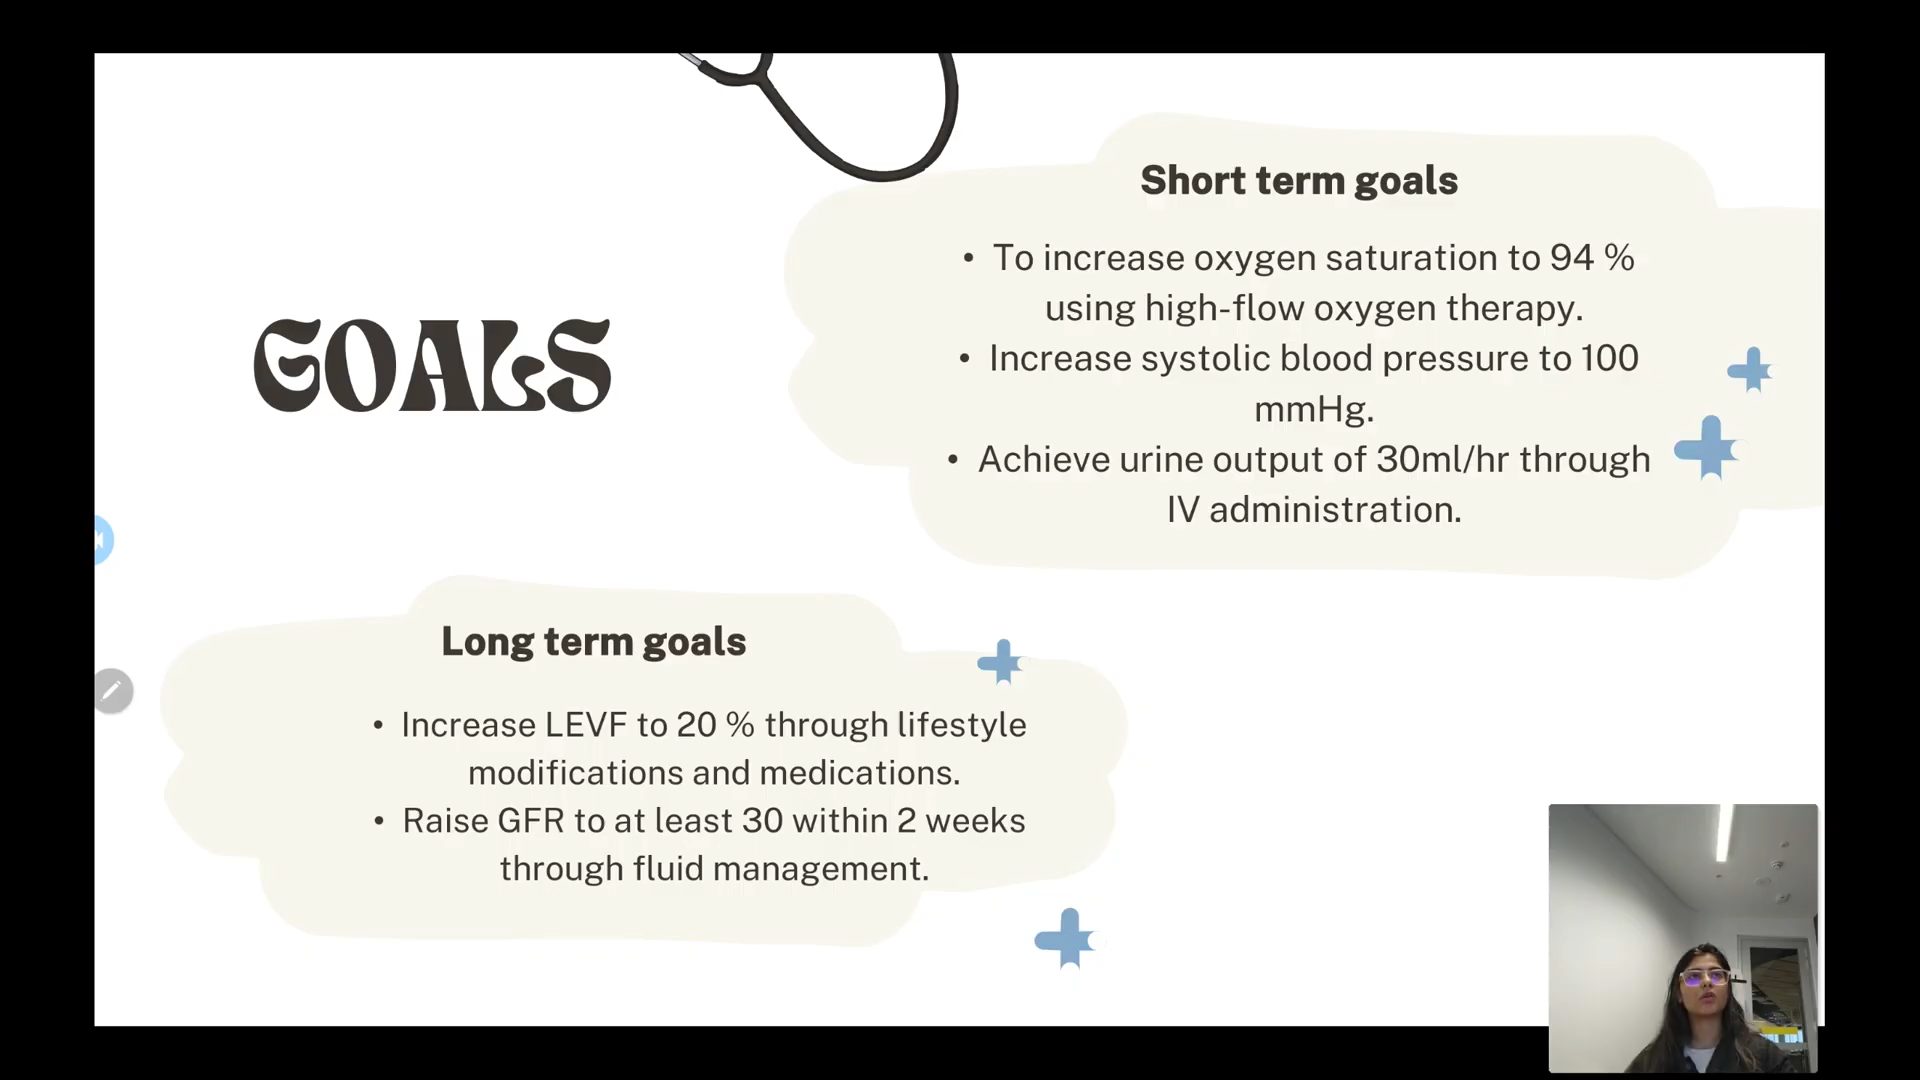 GOALS
Short term goals
• To increase oxygen saturation to 94 %
using high-flow oxygen therapy.
• Increase systolic blood pressure to 100
mmHg.
• Achieve urine output of 30ml/hr through
IV administration.
Long term goals
• Increase LEVF to 20 % through lifestyle
modifications and medications.
• Raise GFR to at least 30 within 2 weeks
through fluid management.